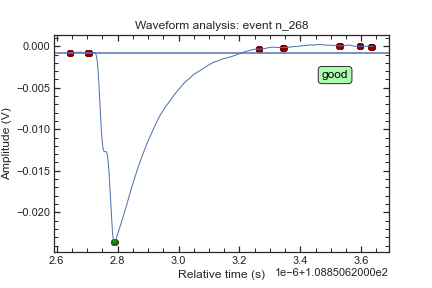 Waveform analysis: event n_268
0.000
−0.005
−0.010
−0.015
−0.020
Amplitude (V)
good
2.6
2.8
3.0
3.2
3.4
3.6
Relative time (s)
1e−6+1.0885062000e2